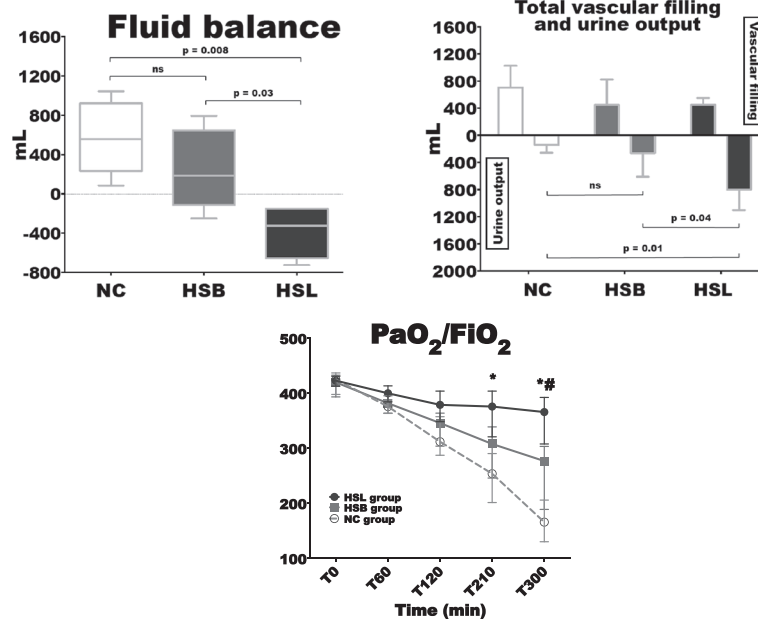 Fluid balance
1600
1200
800
400
0
-400
-800
mL
p = 0.008
ns
p = 0.03
NC HSB HSL
Total vascular filling
and urine output
1600
1200
800
400
0
400
800
1200
1600
2000
mL
Vascular filling
Urine output
ns
p = 0.04
p = 0.01
NC HSB HSL
PaO2/FiO2
500
400
300
200
100
*
*#
HSL group
HSB group
NC group
T0 T60 T120 T210 T300
Time (min)